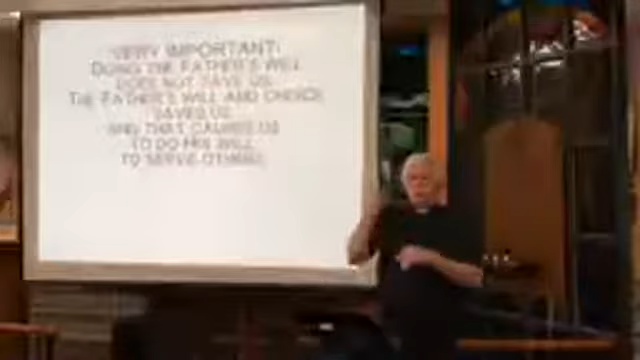 VERY IMPORTANT:
DOING THE FATHER'S WILL
DOES NOT SAVE US.
THE FATHER'S WILL AND CHOICE
SAVES US
AND THAT CAUSES US
TO DO HIS WILL
TO SERVE OTHERS.